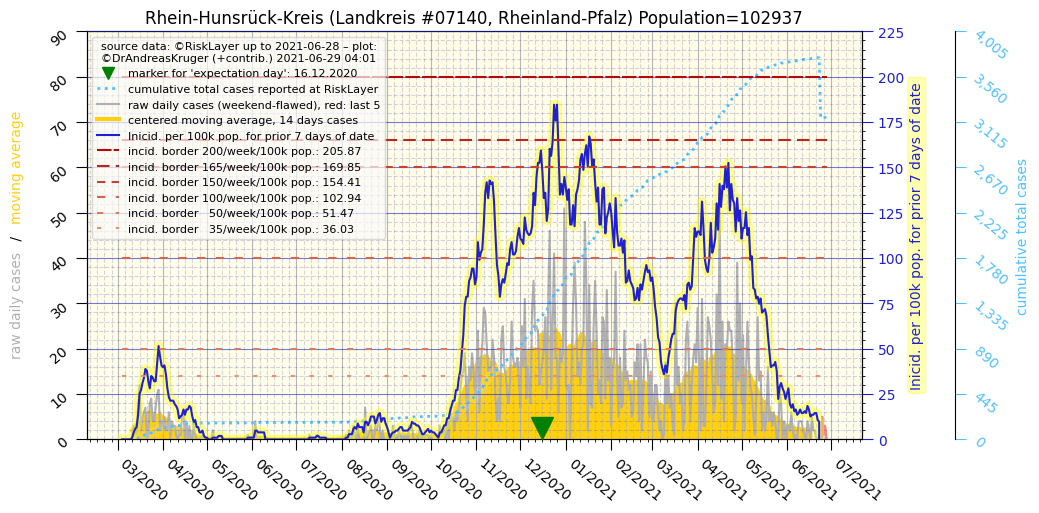 Rhein-Hunsrück-Kreis (Landkreis #07140, Rheinland-Pfalz) Population=102937
source data: ©RiskLayer up to 2021-06-28 – plot:
©DrAndreasKruger (+contrib.) 2021-06-29 04:01
marker for 'expectation day': 16.12.2020
cumulative total cases reported at RiskLayer
raw daily cases (weekend-flawed), red: last 5
centered moving average, 14 days cases
Inicid. per 100k pop. for prior 7 days of date
incid. border 200/week/100k pop.: 205.87
incid. border 165/week/100k pop.: 169.85
incid. border 150/week/100k pop.: 154.41
incid. border 100/week/100k pop.: 102.94
incid. border   50/week/100k pop.: 51.47
incid. border   35/week/100k pop.: 36.03
raw daily cases / moving average
90
80
70
60
50
40
30
20
10
0
225
200
175
150
125
100
75
50
25
0
Inicid. per 100k pop. for prior 7 days of date
4,005
3,560
3,115
2,670
2,225
1,780
1,335
890
445
0
cumulative total cases
03/2020
04/2020
05/2020
06/2020
07/2020
08/2020
09/2020
10/2020
11/2020
12/2020
01/2021
02/2021
03/2021
04/2021
05/2021
06/2021
07/2021